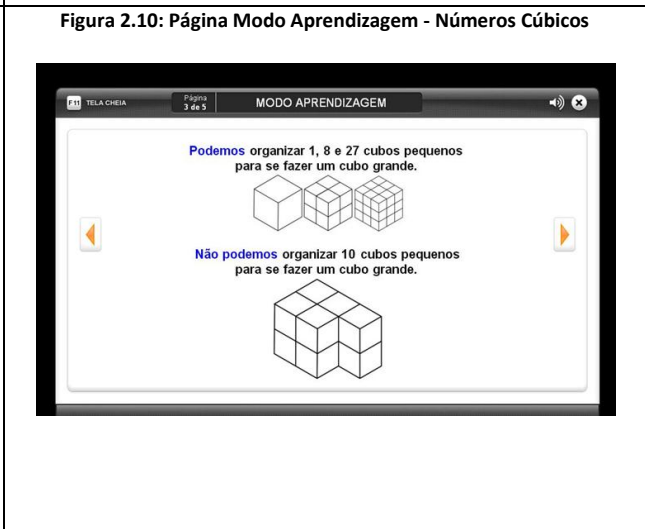 Figura 2.10: Página Modo Aprendizagem - Números Cúbicos
F11 TELA CHEIA
Página
3 de 5
MODO APRENDIZAGEM
Podemos organizar 1, 8 e 27 cubos pequenos
para se fazer um cubo grande.
Não podemos organizar 10 cubos pequenos
para se fazer um cubo grande.